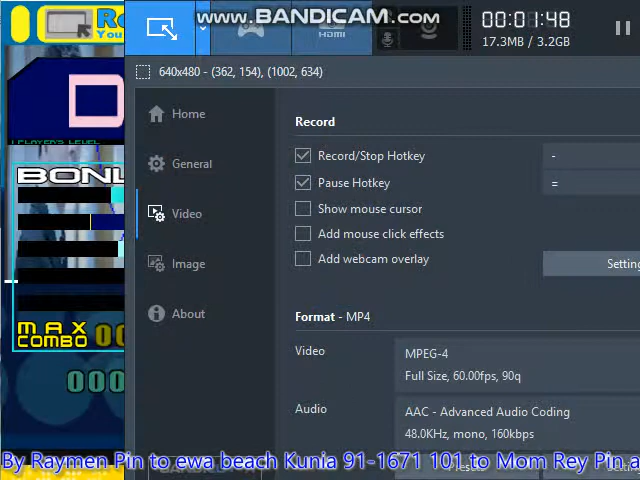 www.BANDICAM.com
00:01:48
17.3MB / 3.2GB
HDMI
640x480 - (362, 154), (1002, 634)
Home
General
Video
Image
About
Record
Record/Stop Hotkey
-
Pause Hotkey
=
Show mouse cursor
Add mouse click effects
Add webcam overlay
Format - MP4
Video
MPEG-4
Full Size, 60.00fps, 90q
Audio
AAC - Advanced Audio Coding
48.0KHz, mono, 160kbps
PLAYER'S LEVEL
MAX
COMBO
By Raymen Pin to ewa beach Kunia 91-1671 101 to Mom Rey Pin a